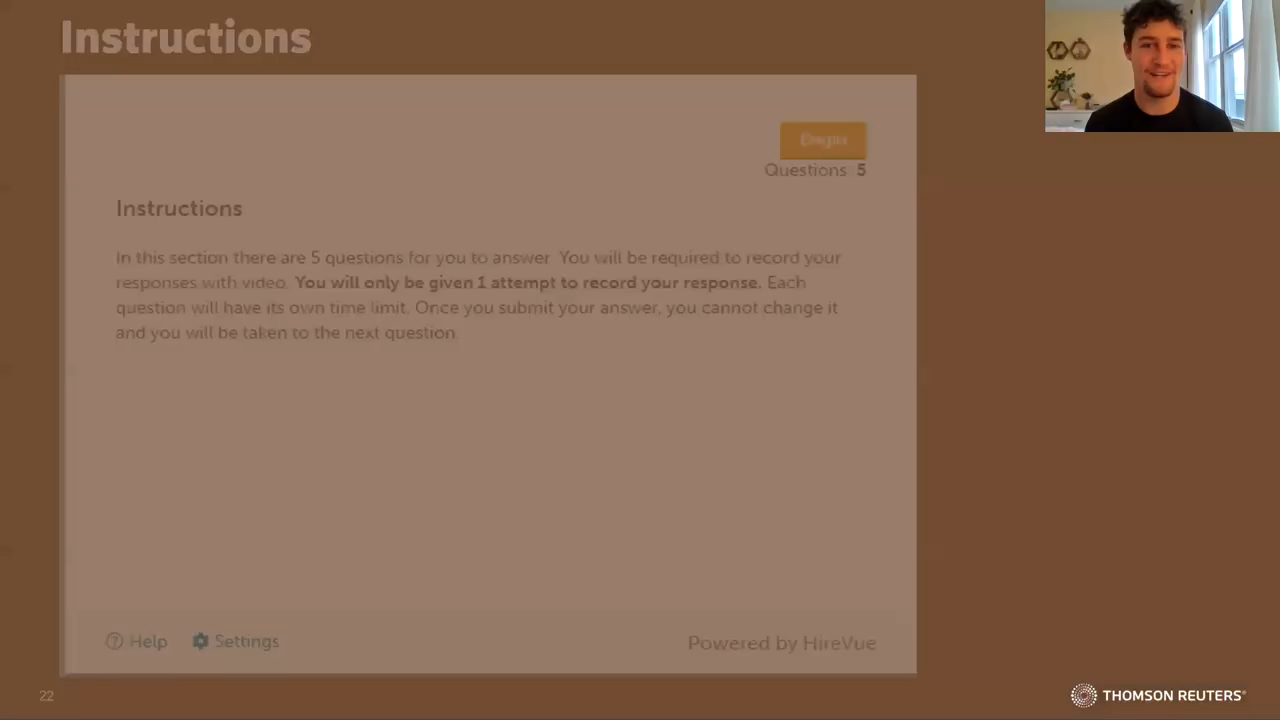 Instructions
Questions 5
Instructions
In this section there are 5 questions for you to answer. You will be required to record your
responses with video. You will only be given 1 attempt to record your response. Each
question will have its own time limit. Once you submit your answer, you cannot change it
and you will be taken to the next question.
Help Settings
Powered by HireVue
22
THOMSON REUTERS®